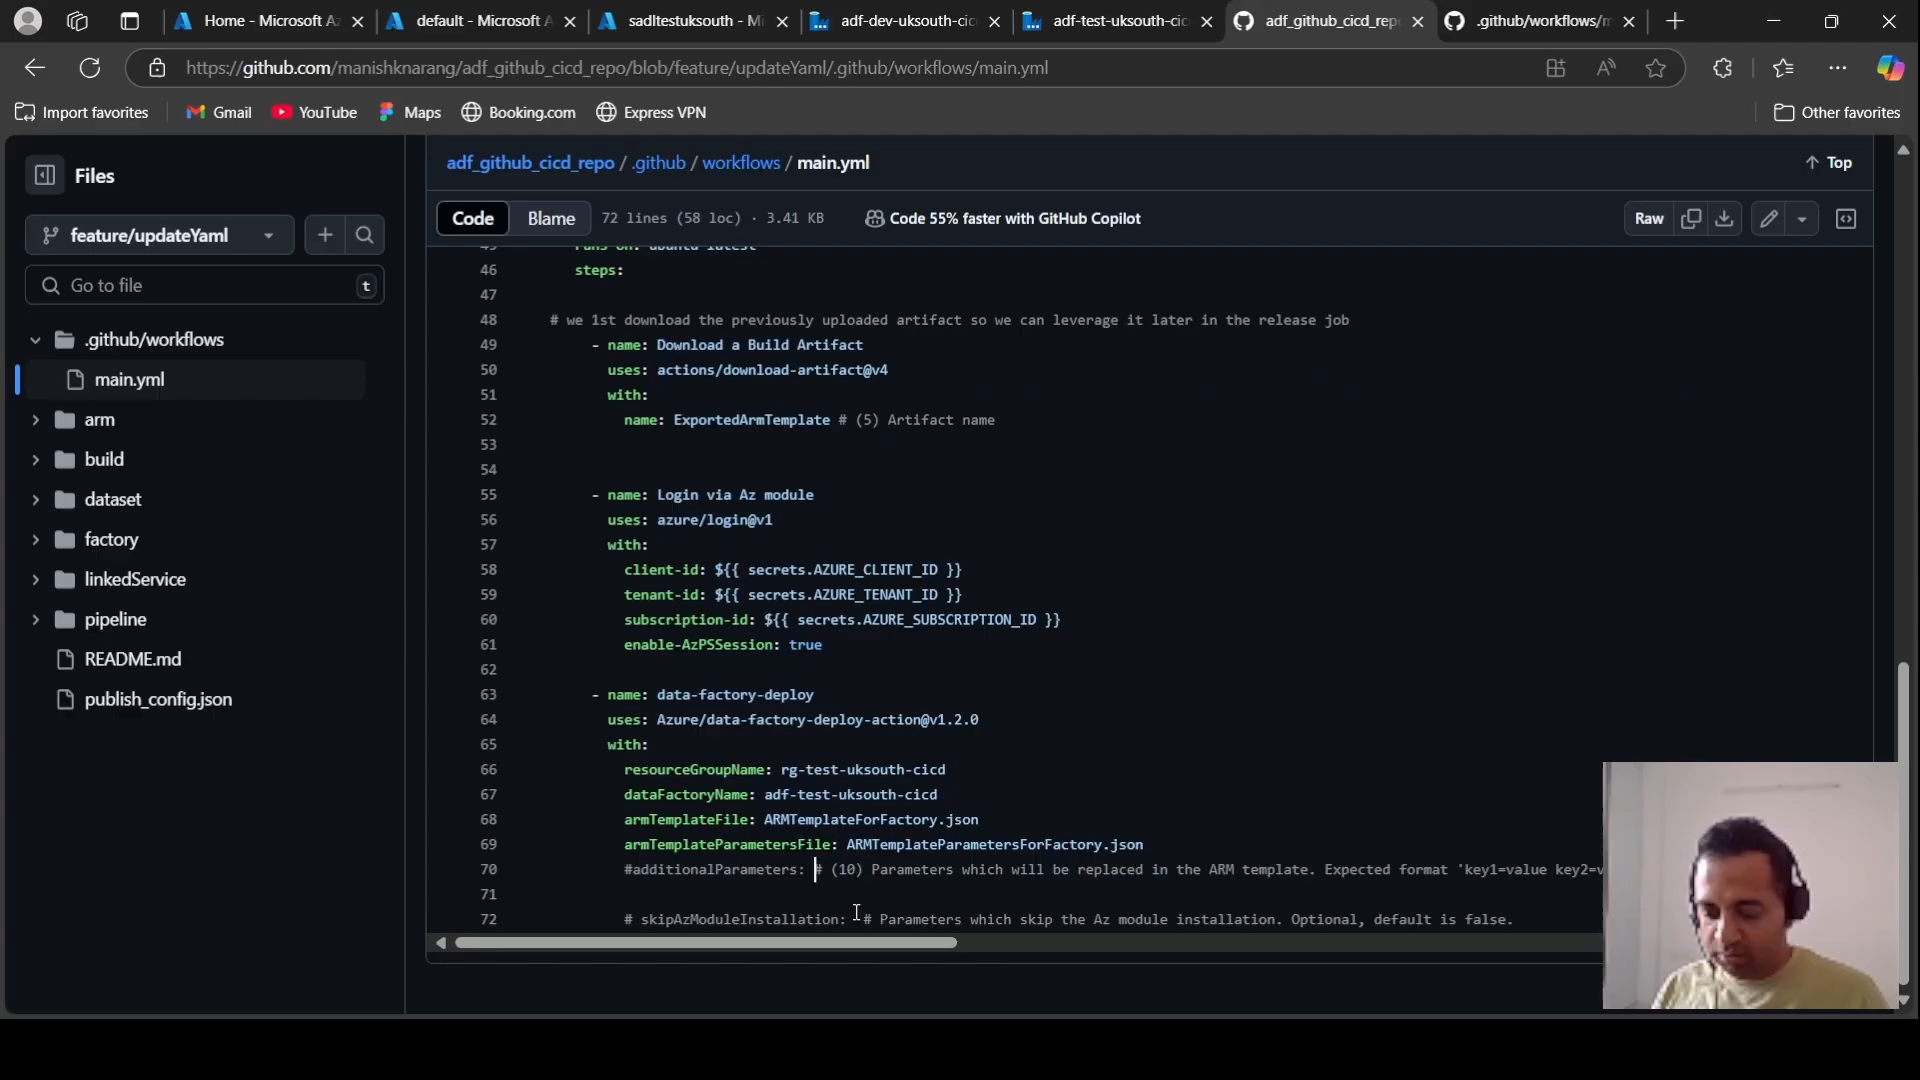 Home - Microsoft Az
default - Microsoft A
sadltestuksouth - Mi
adf-dev-uksouth-cic
adf-test-uksouth-cic
adf_github_cicd_rep
.github/workflows/m
https://github.com/manishknarang/adf_github_cicd_repo/blob/feature/updateYaml/.github/workflows/main.yml
Import favorites
Gmail
YouTube
Maps
Booking.com
Express VPN
Other favorites
Files
adf_github_cicd_repo / .github / workflows / main.yml
Top
feature/updateYaml
Code
Blame
72 lines (58 loc) · 3.41 KB
Code 55% faster with GitHub Copilot
Raw
Go to file
t
.github/workflows
main.yml
arm
build
dataset
factory
linkedService
pipeline
README.md
publish_config.json
45 runs-on: ubuntu-latest
46 steps:
47
48 # we 1st download the previously uploaded artifact so we can leverage it later in the release job
49 - name: Download a Build Artifact
50 uses: actions/download-artifact@v4
51 with:
52 name: ExportedArmTemplate # (5) Artifact name
53
54
55 - name: Login via Az module
56 uses: azure/login@v1
57 with:
58 client-id: ${{ secrets.AZURE_CLIENT_ID }}
59 tenant-id: ${{ secrets.AZURE_TENANT_ID }}
60 subscription-id: ${{ secrets.AZURE_SUBSCRIPTION_ID }}
61 enable-AzPSSession: true
62
63 - name: data-factory-deploy
64 uses: Azure/data-factory-deploy-action@v1.2.0
65 with:
66 resourceGroupName: rg-test-uksouth-cicd
67 dataFactoryName: adf-test-uksouth-cicd
68 armTemplateFile: ARMTemplateForFactory.json
69 armTemplateParametersFile: ARMTemplateParametersForFactory.json
70 #additionalParameters: # (10) Parameters which will be replaced in the ARM template. Expected format 'key1=value key2=v
71
72 # skipAzModuleInstallation: # Parameters which skip the Az module installation. Optional, default is false.